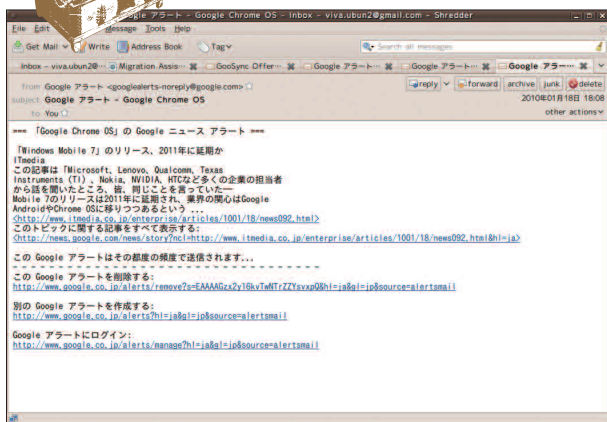 gle アラート - Google Chrome OS - Inbox - viva.ubun2@gmail.com - Shredder
File Edit Message Tools Help
Get Mail Write Address Book Tag Search all messages
Inbox - viva.ubun2@… Migration Assis… GooSync Offer… Google アラート… Google アラート… Google アラー…
from Google アラート <googlealerts-noreply@google.com> reply forward archive junk delete
subject Google アラート - Google Chrome OS 2010年01月18日 18:08
to You other actions
=== 「Google Chrome OS」の Google ニュース アラート ===
「Windows Mobile 7」のリリース、2011年に延期か
ITmedia
この記事は「Microsoft、Lenovo、Qualcomm、Texas
Instruments (TI) 、Nokia、NVIDIA、HTCなど多くの企業の担当者
から話を聞いたところ、皆、同じことを言っていた―
Mobile 7のリリースは2011年に延期され、業界の関心はGoogle
AndroidやChrome OSに移りつつあるという ...
<http://www.itmedia.co.jp/enterprise/articles/1001/18/news092.html>
このトピックに関する記事をすべて表示する:
<http://news.google.com/news/story?ncl=http://www.itmedia.co.jp/enterprise/articles/1001/18/news092.html&hl=ja>
この Google アラートはその都度の頻度で送信されます...
- - - - - - - - - - - - - - - - - - - - - - - - - - - - - - - -
この Google アラートを削除する:
http://www.google.co.jp/alerts/remove?s=EAAAAGzx2y16kvTwNTrZZYsvxpQ&hl=ja&gl=jp&source=alertsmail
別の Google アラートを作成する:
http://www.google.co.jp/alerts?hl=ja&gl=jp&source=alertsmail
Google アラートにログイン:
http://www.google.co.jp/alerts/manage?hl=ja&gl=jp&source=alertsmail